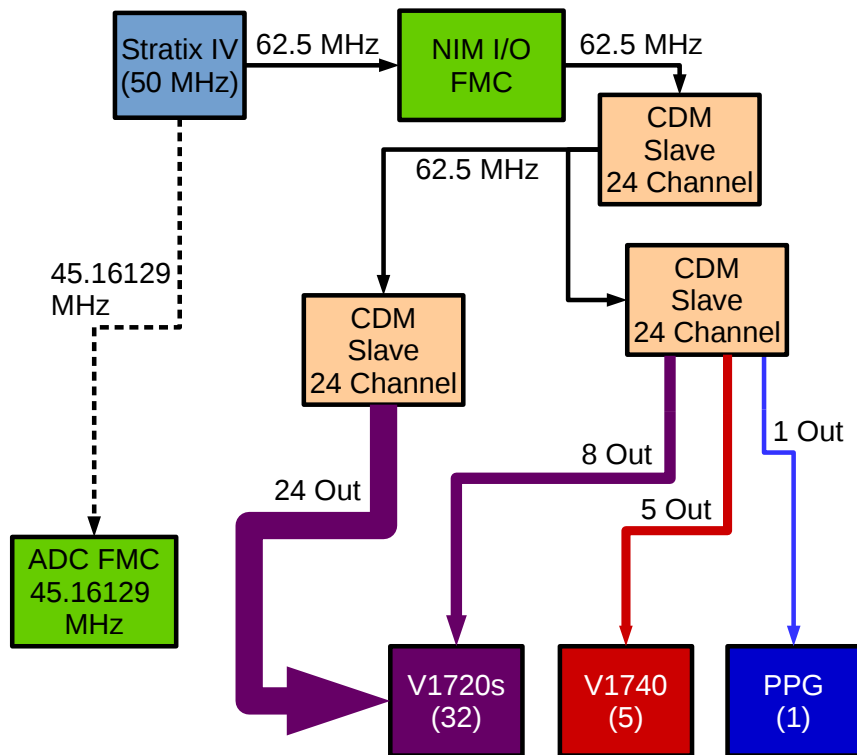 Stratix IV
(50 MHz)
62.5 MHz
NIM I/O
FMC
62.5 MHz
CDM
Slave
24 Channel
62.5 MHz
45.16129
MHz
CDM
Slave
24 Channel
CDM
Slave
24 Channel
24 Out
8 Out
1 Out
5 Out
ADC FMC
45.16129
MHz
V1720s
(32)
V1740
(5)
PPG
(1)